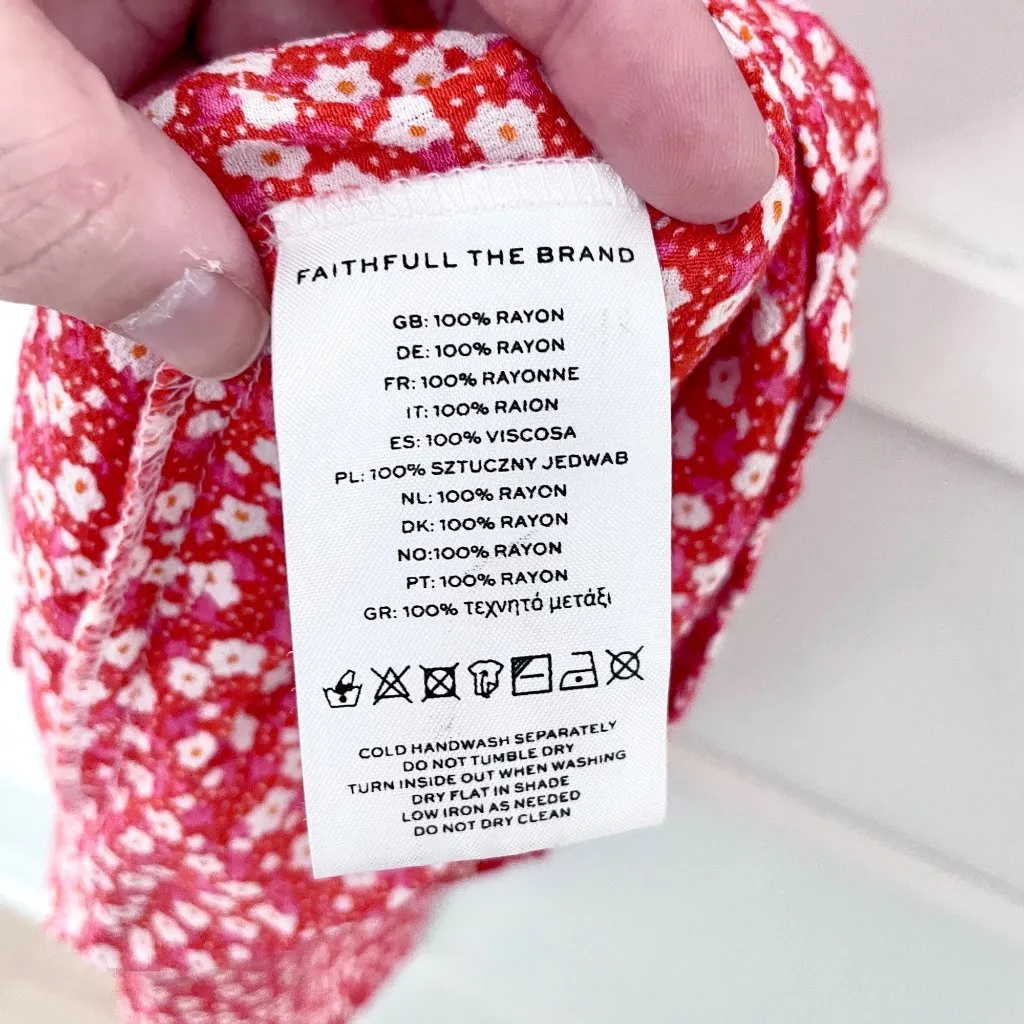 FAITHFULL THE BRAND
GB: 100% RAYON
DE: 100% RAYON
FR: 100% RAYONNE
IT: 100% RAION
ES: 100% VISCOSA
PL: 100% SZTUCZNY JEDWAB
NL: 100% RAYON
DK: 100% RAYON
NO:100% RAYON
PT: 100% RAYON
GR: 100% τεχνητό μετάξι
COLD HANDWASH SEPARATELY
DO NOT TUMBLE DRY
TURN INSIDE OUT WHEN WASHING
DRY FLAT IN SHADE
LOW IRON AS NEEDED
DO NOT DRY CLEAN